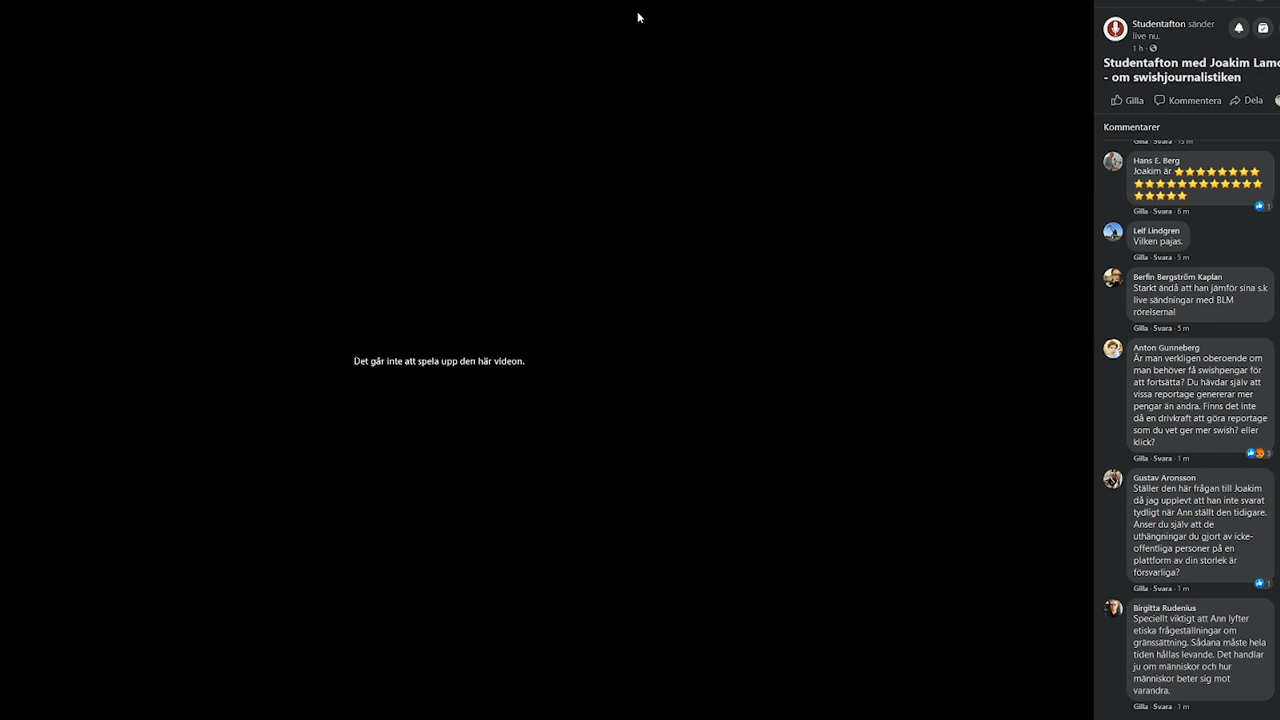 Studentafton sänder
live nu.
1 h ·
Studentafton med Joakim Lamo
- om swishjournalistiken
Gilla Kommentera Dela
Kommentarer
Gilla · Svara · 13 m
Hans E. Berg
Joakim är ⭐⭐⭐⭐⭐⭐⭐⭐
⭐⭐⭐⭐⭐⭐⭐⭐⭐⭐⭐⭐
⭐⭐⭐⭐⭐
1
Gilla · Svara · 6 m
Leif Lindgren
Vilken pajas.
Gilla · Svara · 5 m
Berfin Bergström Kaplan
Starkt ändå att han jämför sina s.k
live sändningar med BLM
rörelserna!
Gilla · Svara · 5 m
Det går inte att spela upp den här videon.
Anton Gunneberg
Är man verkligen oberoende om
man behöver få swishpengar för
att fortsätta? Du hävdar själv att
vissa reportage genererar mer
pengar än andra. Finns det inte
då en drivkraft att göra reportage
som du vet ger mer swish? eller
klick?
3
Gilla · Svara · 1 m
Gustav Aronsson
Ställer den här frågan till Joakim
då jag upplevt att han inte svarat
tydligt när Ann ställt den tidigare.
Anser du själv att de
uthängningar du gjort av icke-
offentliga personer på en
plattform av din storlek är
försvarliga?
1
Gilla · Svara · 1 m
Birgitta Rudenius
Speciellt viktigt att Ann lyfter
etiska frågeställningar om
gränssättning. Sådana måste hela
tiden hållas levande. Det handlar
ju om människor och hur
människor beter sig mot
varandra.
Gilla · Svara · 1 m